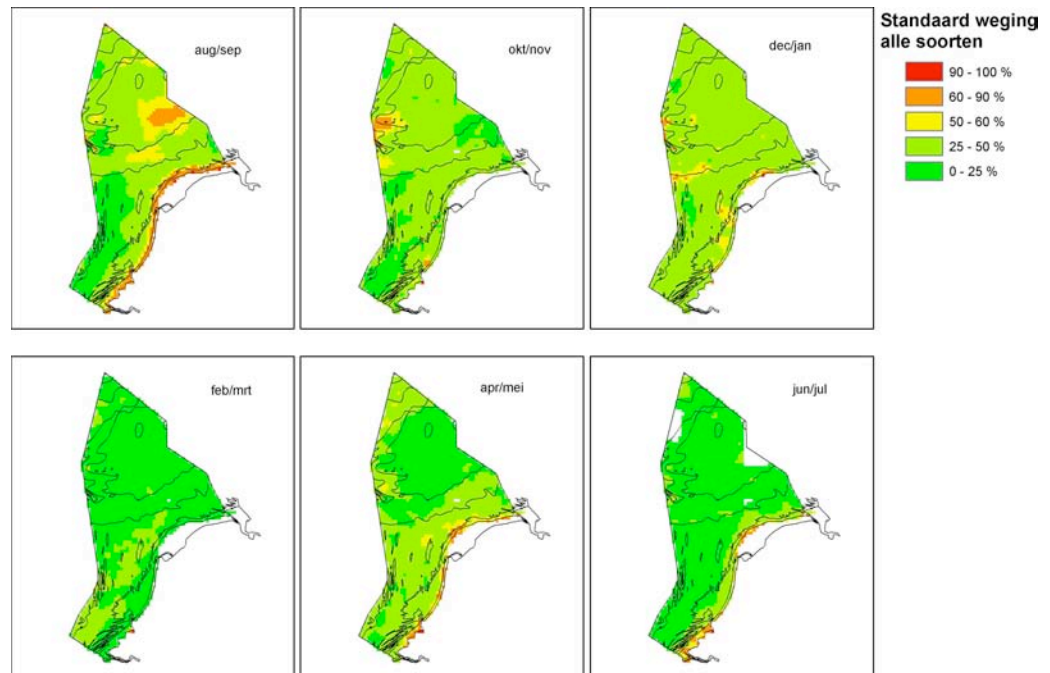 aug/sep
okt/nov
dec/jan
Standaard weging
alle soorten
90 - 100 %
60 - 90 %
50 - 60 %
25 - 50 %
0 - 25 %
feb/mrt
apr/mei
jun/jul